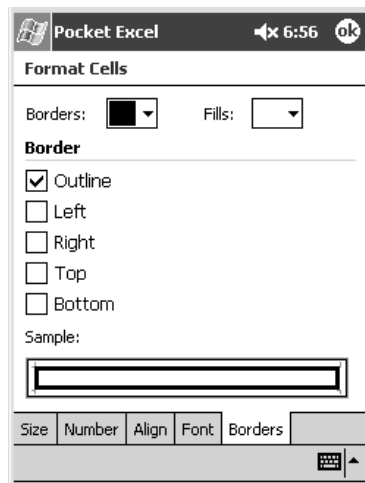 Pocket Excel 6:56 ok
Format Cells
Borders: Fills:
Border
Outline
Left
Right
Top
Bottom
Sample:
Size Number Align Font Borders